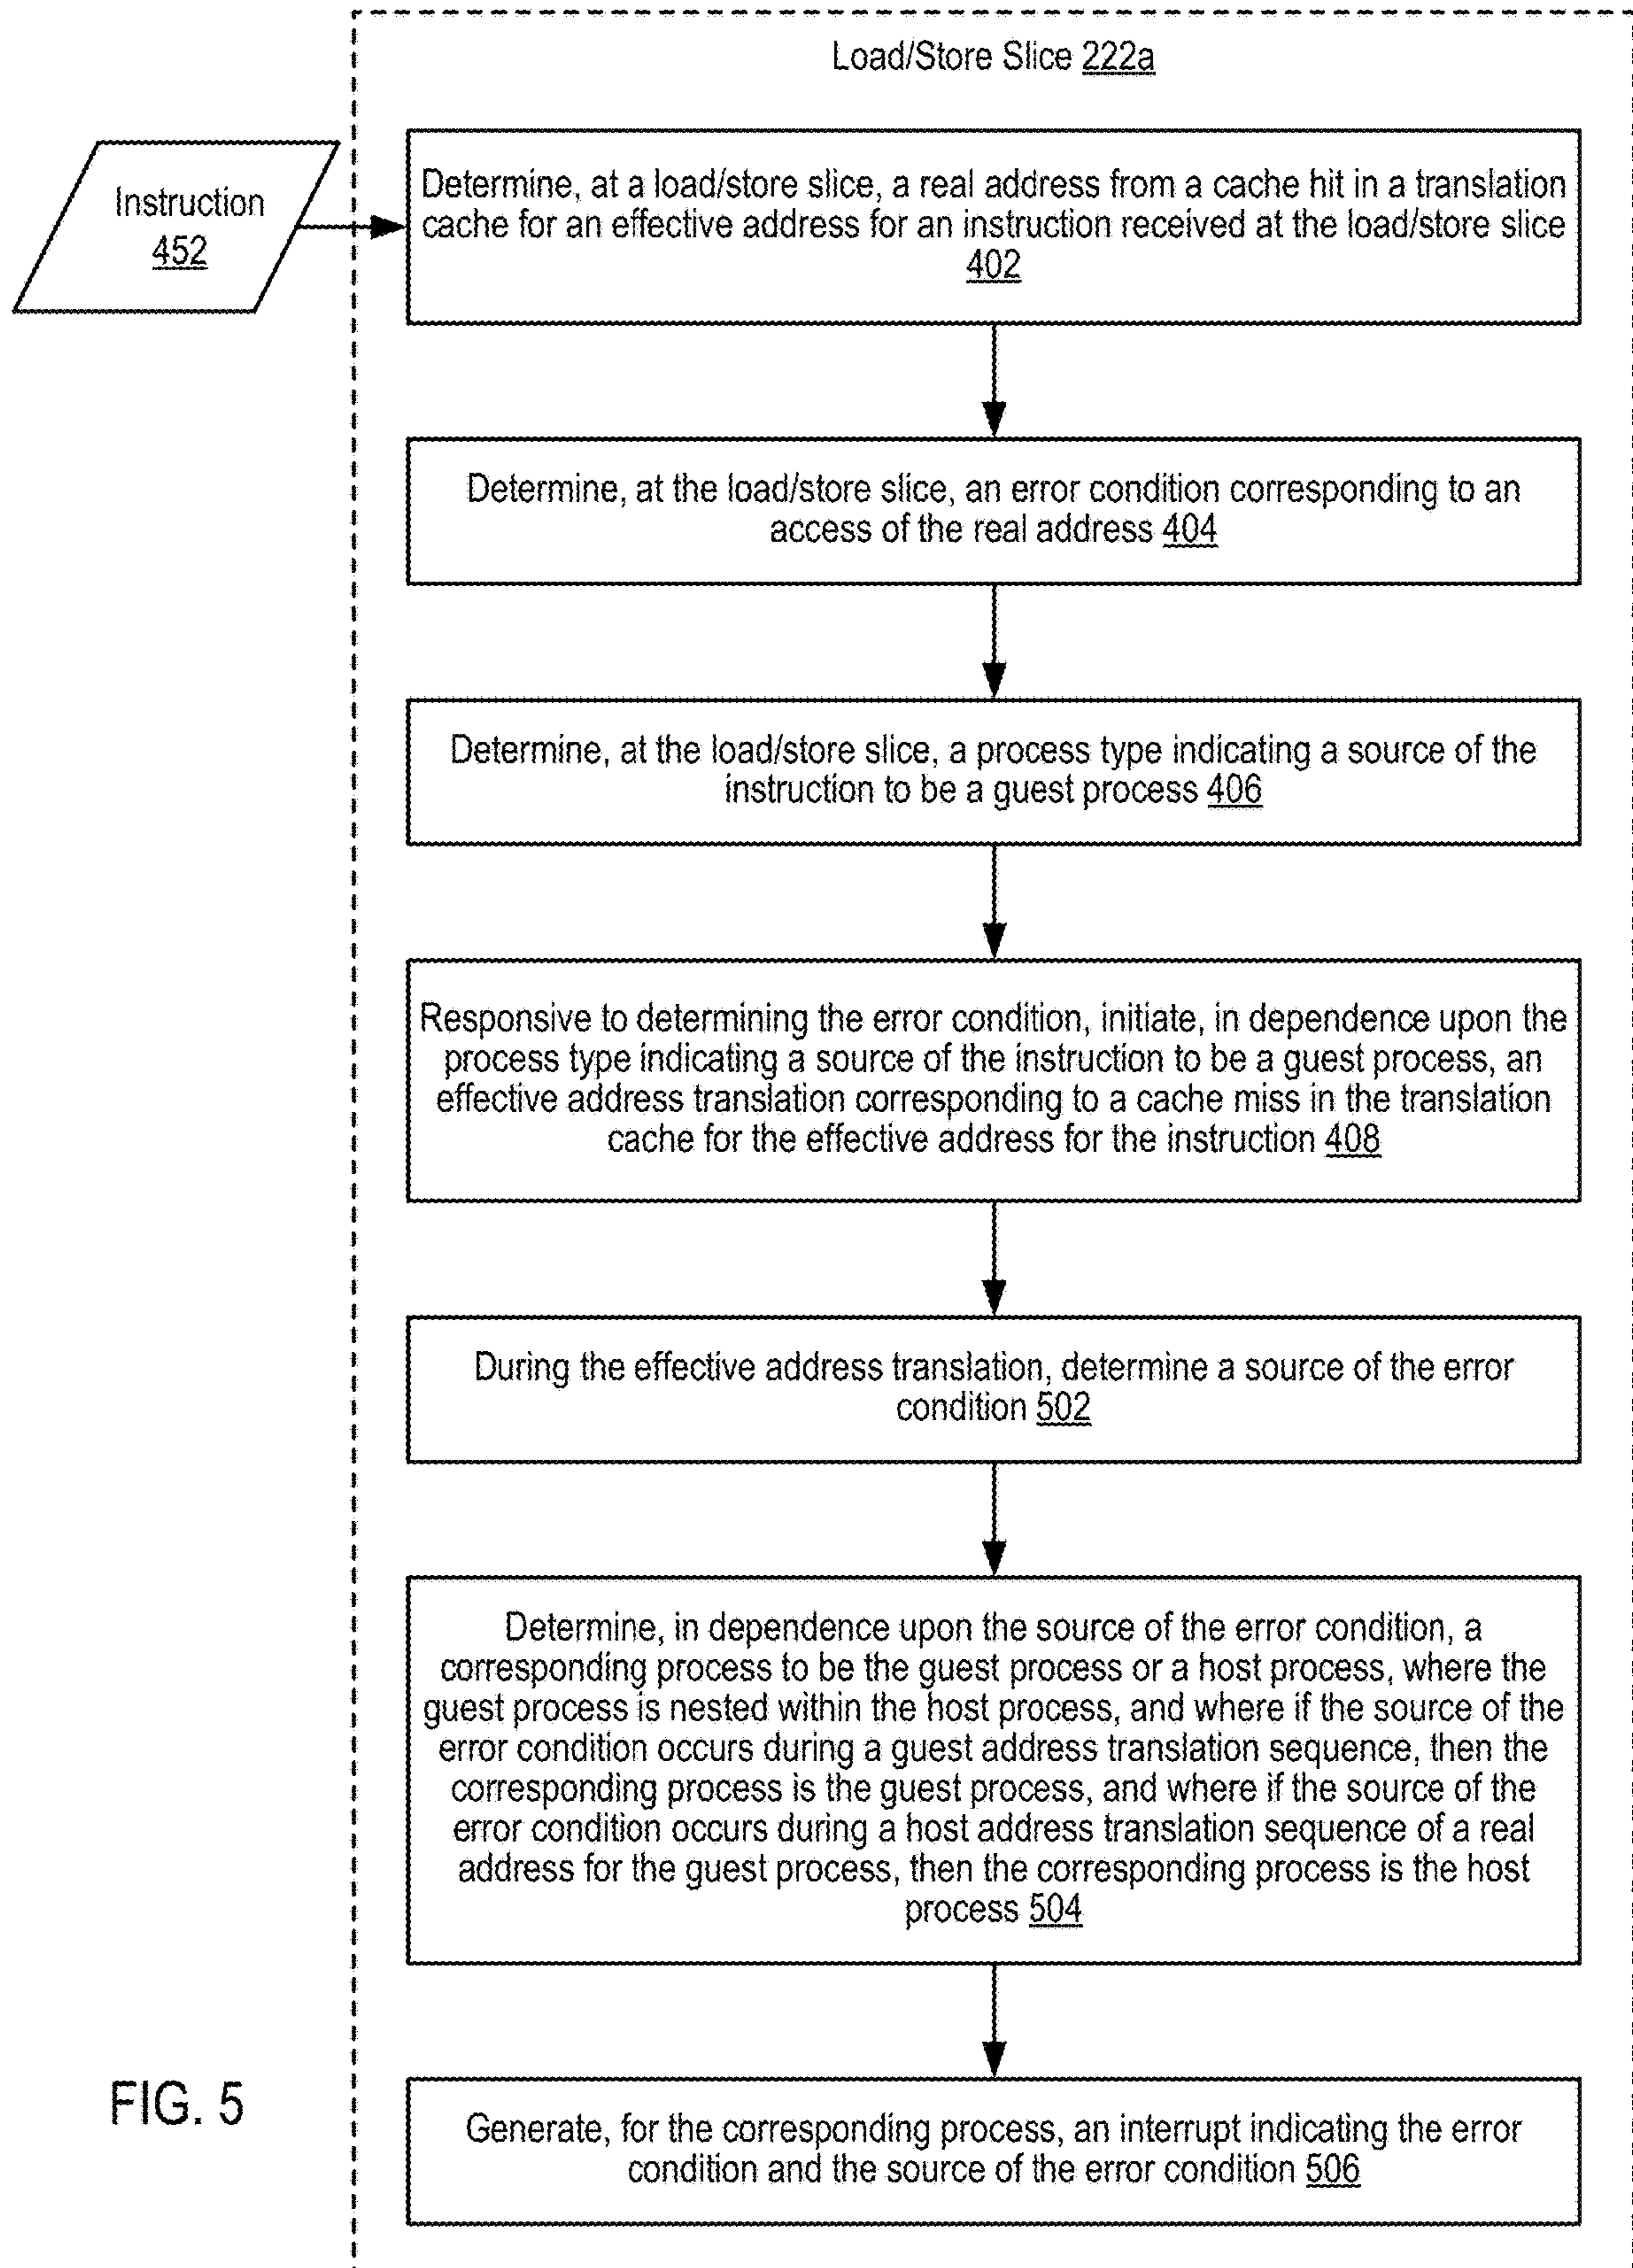 Load/Store Slice 222a
Instruction
452
Determine, at a load/store slice, a real address from a cache hit in a translation
cache for an effective address for an instruction received at the load/store slice
402
Determine, at the load/store slice, an error condition corresponding to an
access of the real address 404
Determine, at the load/store slice, a process type indicating a source of the
instruction to be a guest process 406
Responsive to determining the error condition, initiate, in dependence upon the
process type indicating a source of the instruction to be a guest process, an
effective address translation corresponding to a cache miss in the translation
cache for the effective address for the instruction 408
During the effective address translation, determine a source of the error
condition 502
Determine, in dependence upon the source of the error condition, a
corresponding process to be the guest process or a host process, where the
guest process is nested within the host process, and where if the source of the
error condition occurs during a guest address translation sequence, then the
corresponding process is the guest process, and where if the source of the
error condition occurs during a host address translation sequence of a real
address for the guest process, then the corresponding process is the host
process 504
Generate, for the corresponding process, an interrupt indicating the error
condition and the source of the error condition 506
FIG. 5